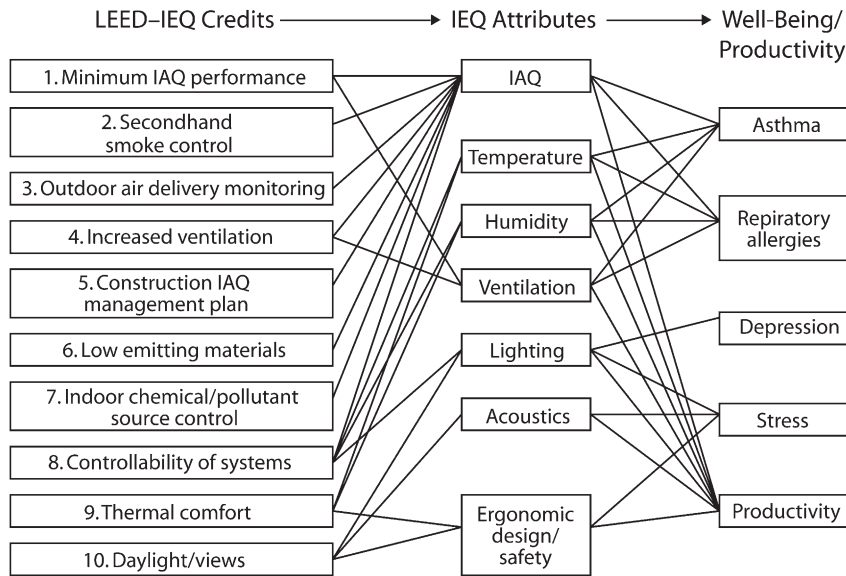 LEED–IEQ Credits
IEQ Attributes
Well-Being/
Productivity
1. Minimum IAQ performance
2. Secondhand
smoke control
3. Outdoor air delivery monitoring
4. Increased ventilation
5. Construction IAQ
management plan
6. Low emitting materials
7. Indoor chemical/pollutant
source control
8. Controllability of systems
9. Thermal comfort
10. Daylight/views
IAQ
Temperature
Humidity
Ventilation
Lighting
Acoustics
Ergonomic
design/
safety
Asthma
Repiratory
allergies
Depression
Stress
Productivity